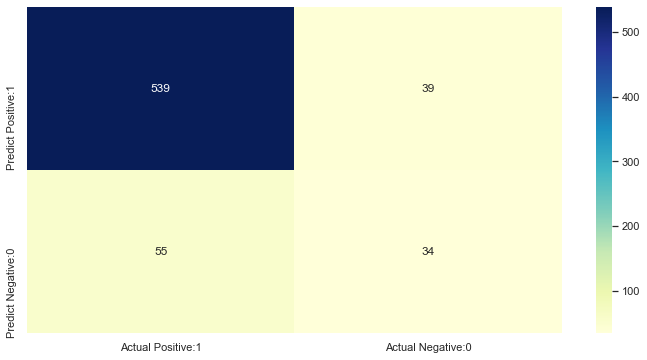 Predict Positive:1
539
39
Predict Negative:0
55
34
Actual Positive:1
Actual Negative:0
500
400
300
200
100